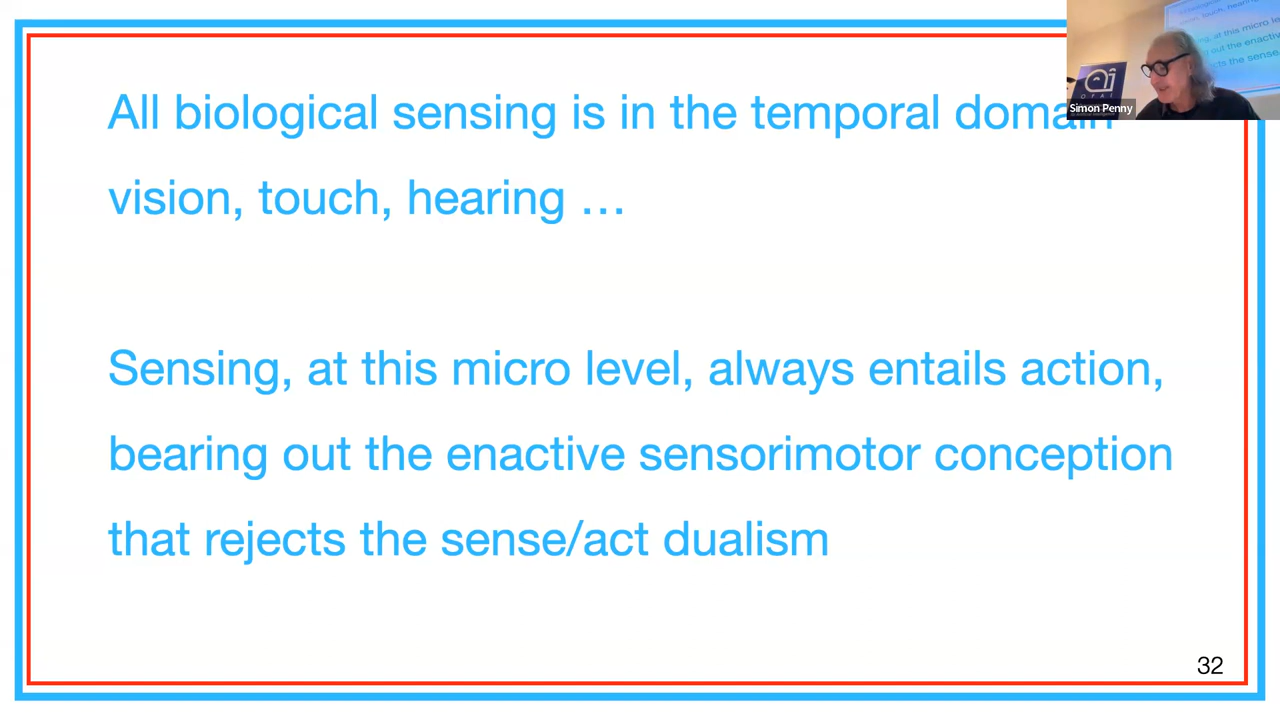 All biological sensing is in the temporal domain
vision, touch, hearing …
Sensing, at this micro level, always entails action,
bearing out the enactive sensorimotor conception
that rejects the sense/act dualism
32
Simon Penny